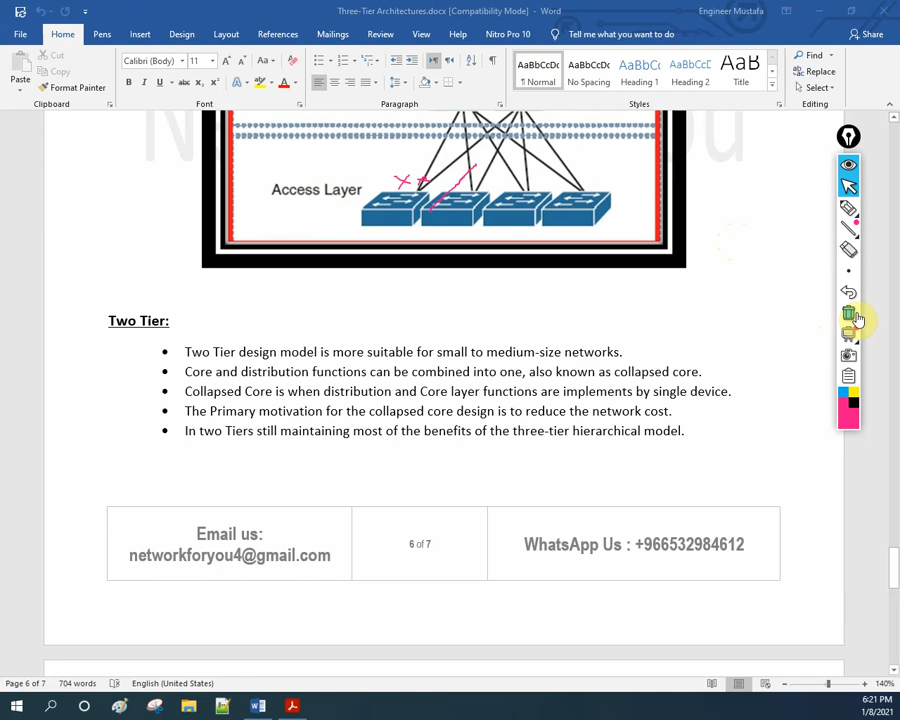 Three-Tier Architectures.docx [Compatibility Mode] - Word
Engineer Mustafa
File Home Pens Insert Design Layout References Mailings Review View Help Nitro Pro 10 Tell me what you want to do Share
Paste
Cut
Copy
Format Painter
Clipboard
Calibri (Body) 11
Font
Paragraph
AaBbCcDc AaBbCcDc AaBbCc AaBbCcD AaB
¶ Normal No Spacing Heading 1 Heading 2 Title
Styles
Find
Replace
Select
Editing
Access Layer
Two Tier:
• Two Tier design model is more suitable for small to medium-size networks.
• Core and distribution functions can be combined into one, also known as collapsed core.
• Collapsed Core is when distribution and Core layer functions are implements by single device.
• The Primary motivation for the collapsed core design is to reduce the network cost.
• In two Tiers still maintaining most of the benefits of the three-tier hierarchical model.
Email us:
networkforyou4@gmail.com
6 of 7
WhatsApp Us : +966532984612
Page 6 of 7 704 words English (United States) 140%
6:21 PM
1/8/2021